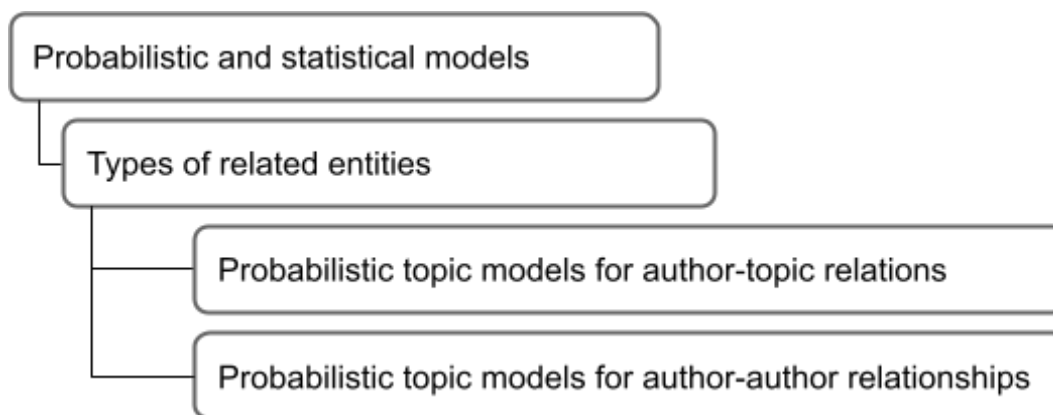 Probabilistic and statistical models
Types of related entities
Probabilistic topic models for author-topic relations
Probabilistic topic models for author-author relationships